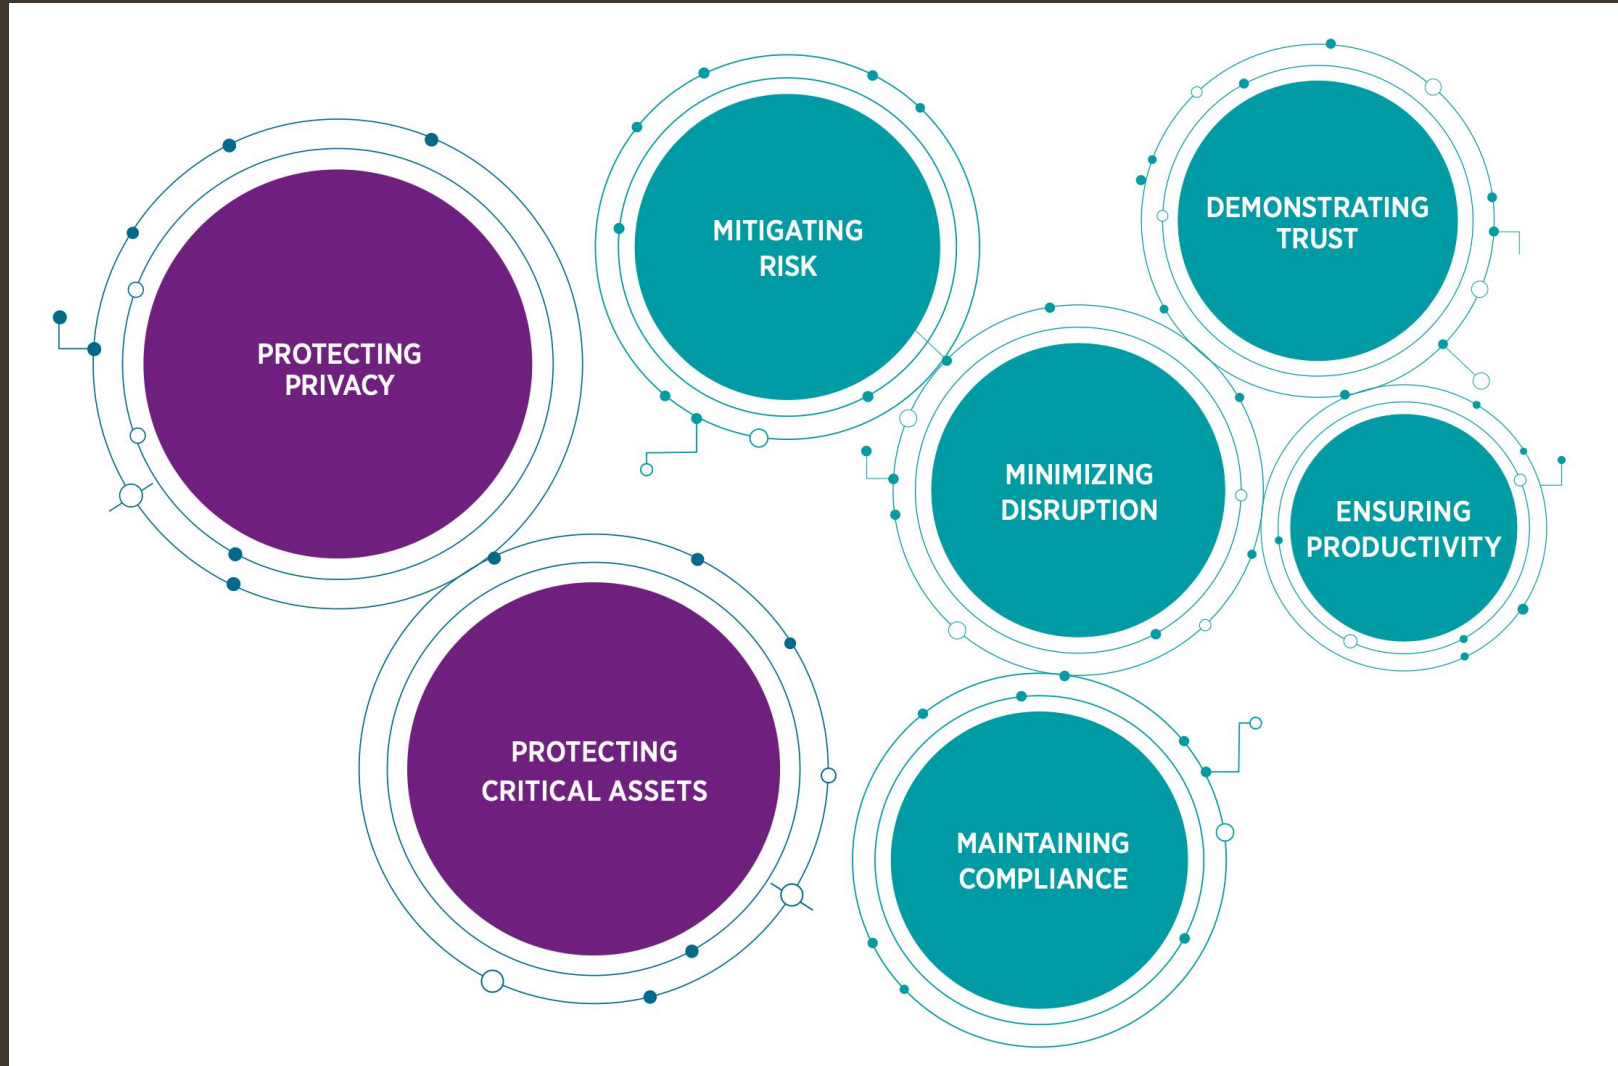 PROTECTING
PRIVACY
MITIGATING
RISK
DEMONSTRATING
TRUST
MINIMIZING
DISRUPTION
ENSURING
PRODUCTIVITY
PROTECTING
CRITICAL ASSETS
MAINTAINING
COMPLIANCE